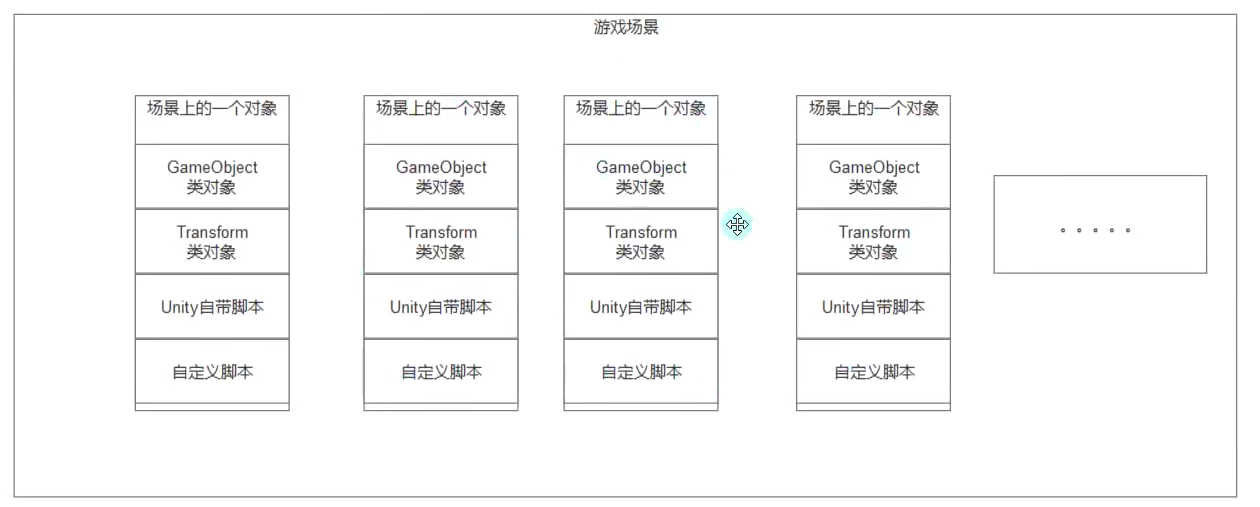 游戏场景
场景上的一个对象
GameObject
类对象
Transform
类对象
Unity自带脚本
自定义脚本
场景上的一个对象
GameObject
类对象
Transform
类对象
Unity自带脚本
自定义脚本
场景上的一个对象
GameObject
类对象
Transform
类对象
Unity自带脚本
自定义脚本
场景上的一个对象
GameObject
类对象
Transform
类对象
Unity自带脚本
自定义脚本
。。。。。